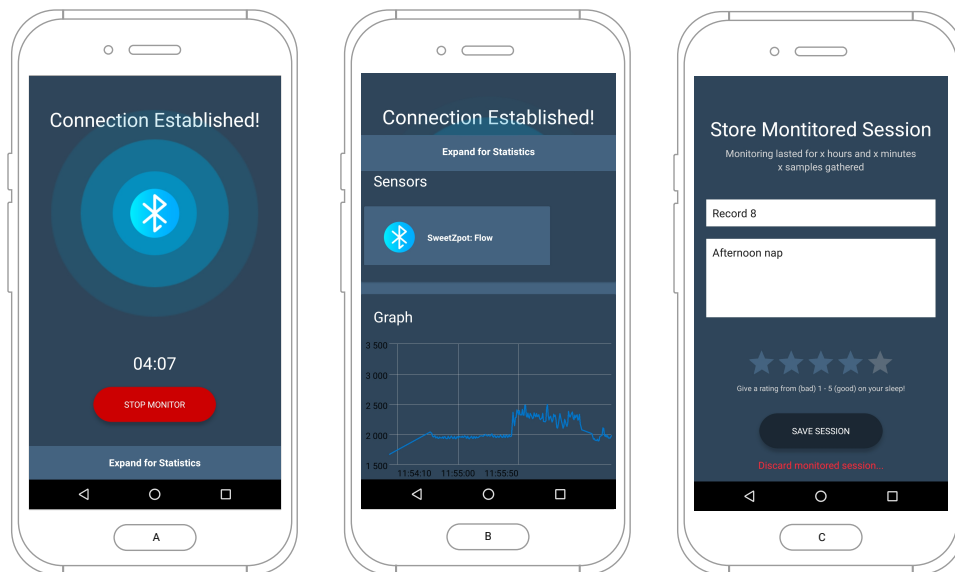 Connection Established!
04:07
STOP MONITOR
Expand for Statistics
A
Connection Established!
Expand for Statistics
Sensors
SweetZpot: Flow
Graph
3 500
3 000
2 500
2 000
1 500
11:54:10 11:55:00 11:55:50
B
Store Montitored Session
Monitoring lasted for x hours and x minutes
x samples gathered
Record 8
Afternoon nap
Give a rating from (bad) 1 - 5 (good) on your sleep!
SAVE SESSION
Discard monitored session...
C